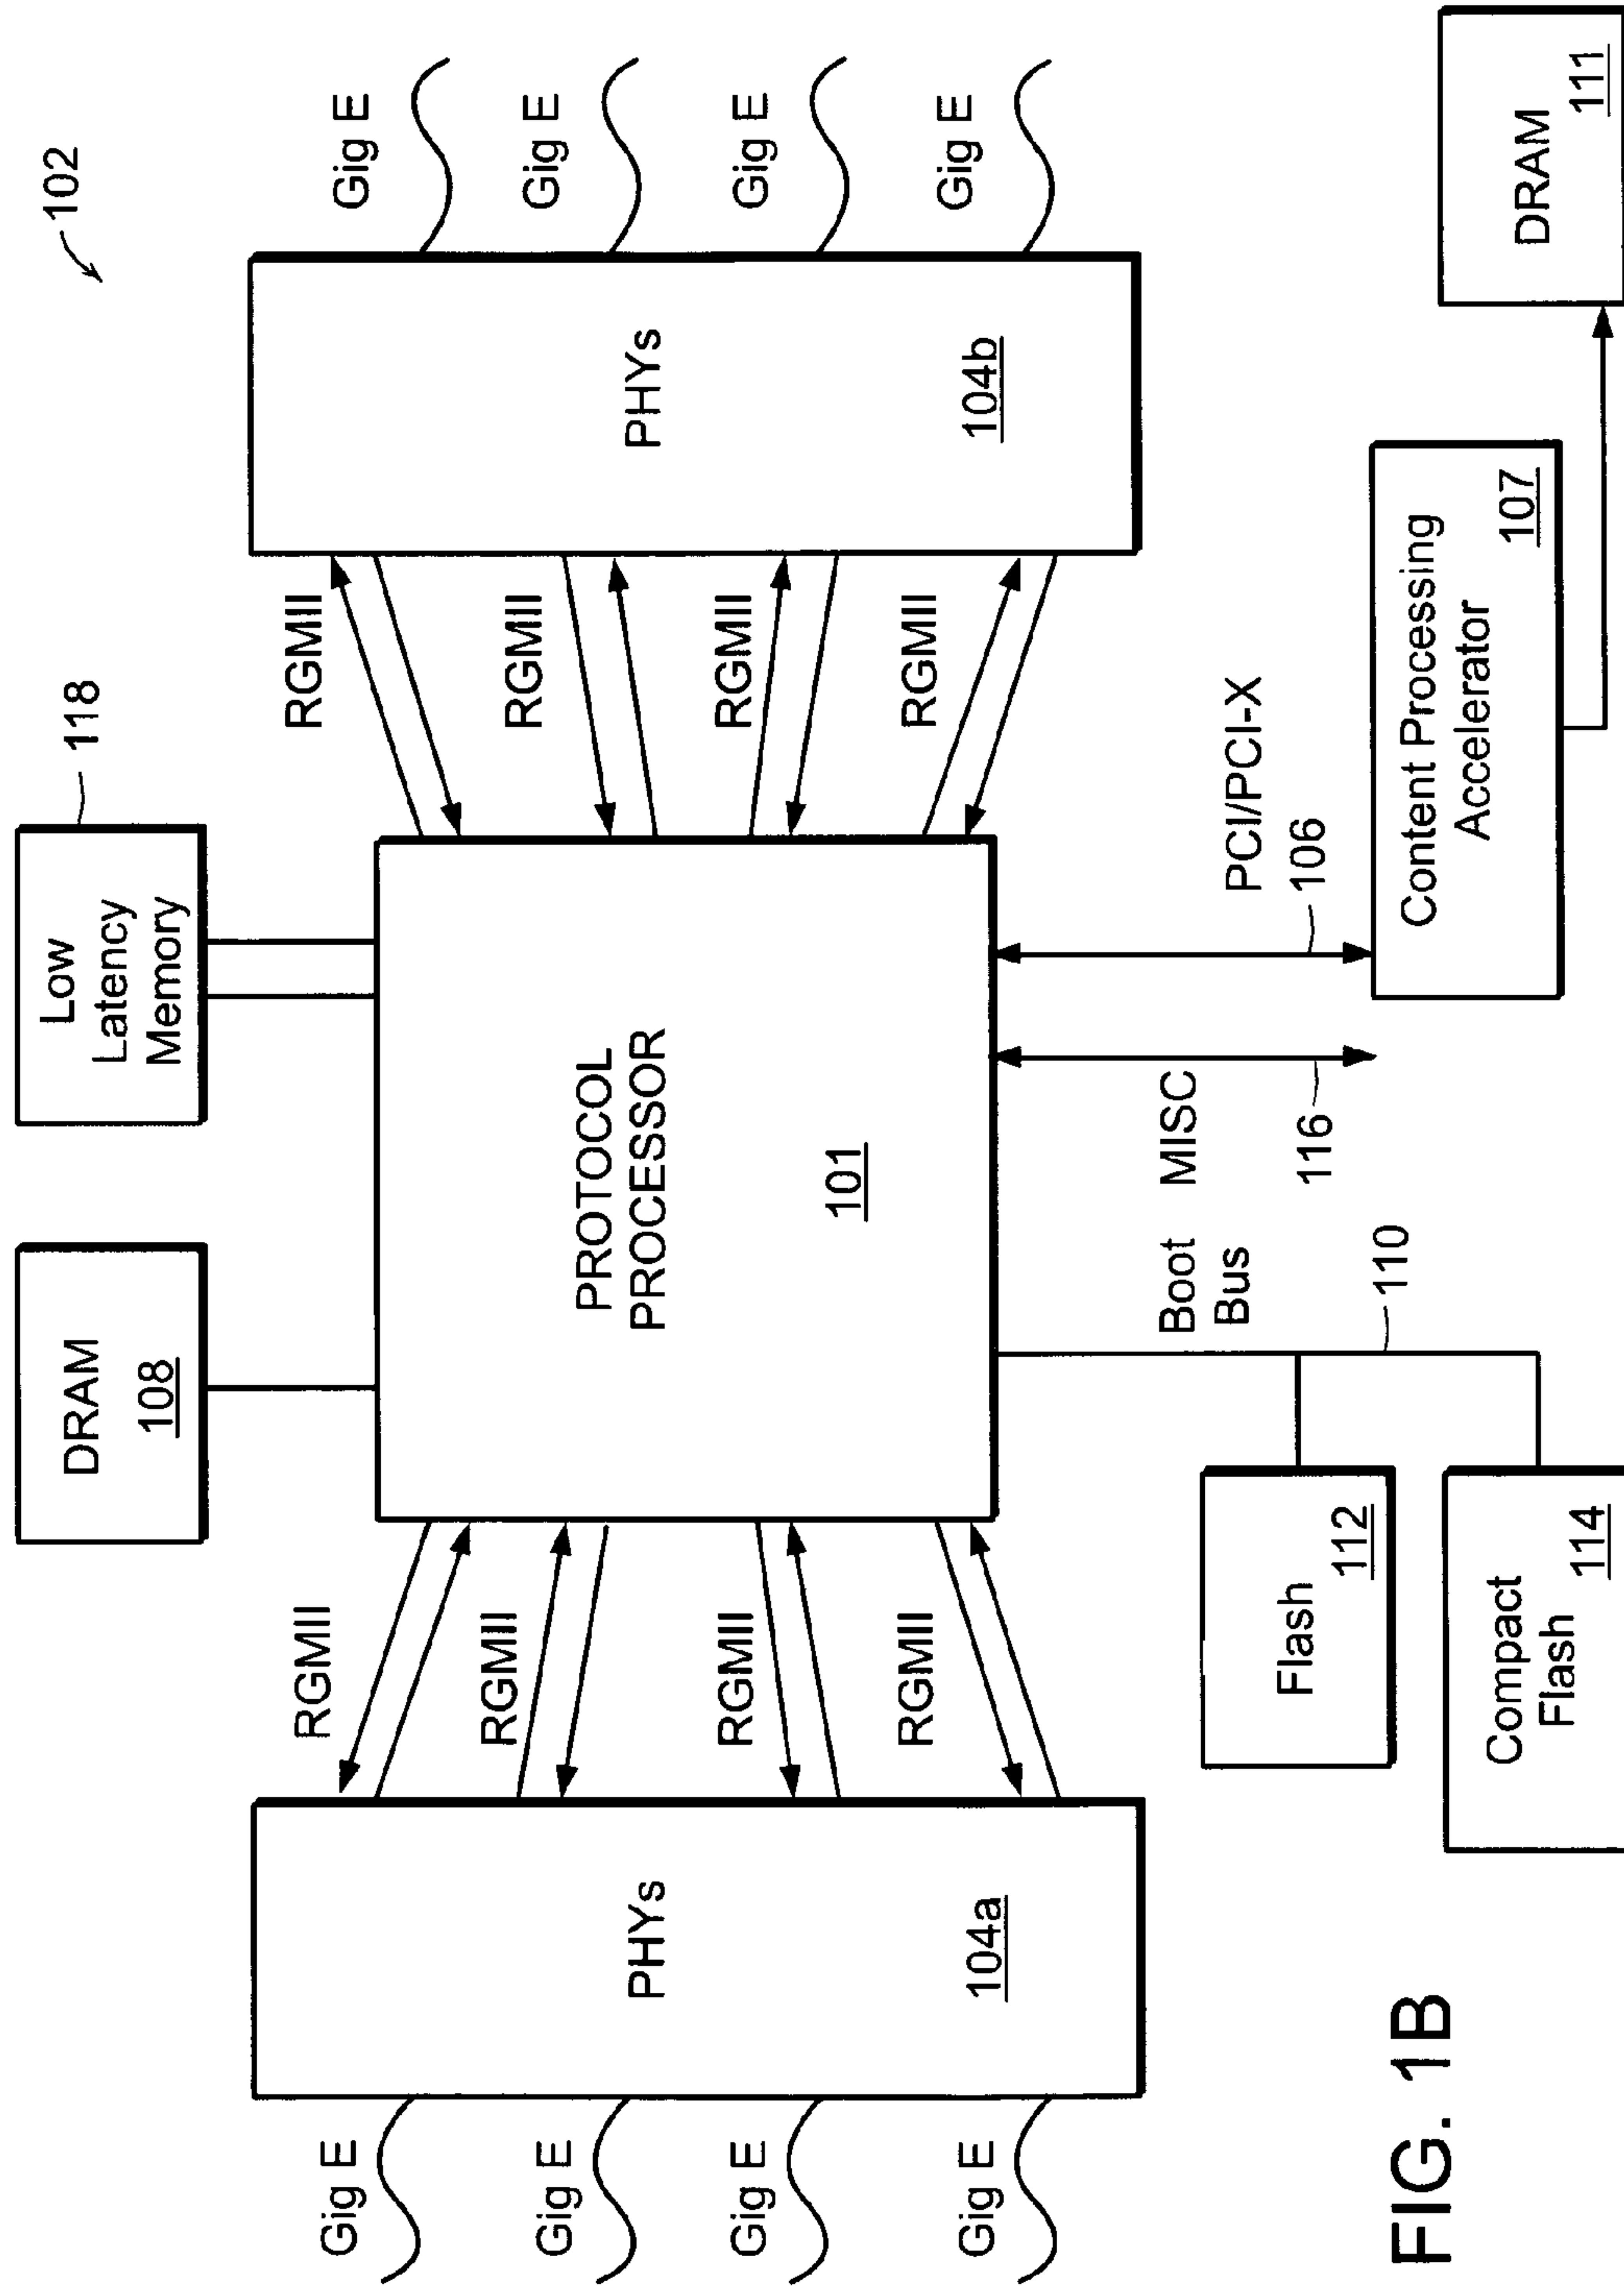 102
DRAM
108
Low
Latency
Memory
118
Gig E
Gig E
Gig E
Gig E
PHYs
104a
RGMII
RGMII
RGMII
RGMII
PROTOCOL
PROCESSOR
101
RGMII
RGMII
RGMII
RGMII
PHYs
104b
Gig E
Gig E
Gig E
Gig E
Boot
Bus
110
MISC
116
PCI/PCI-X
106
Flash
112
Compact
Flash
114
Content Processing
Accelerator
107
DRAM
111
FIG. 1B